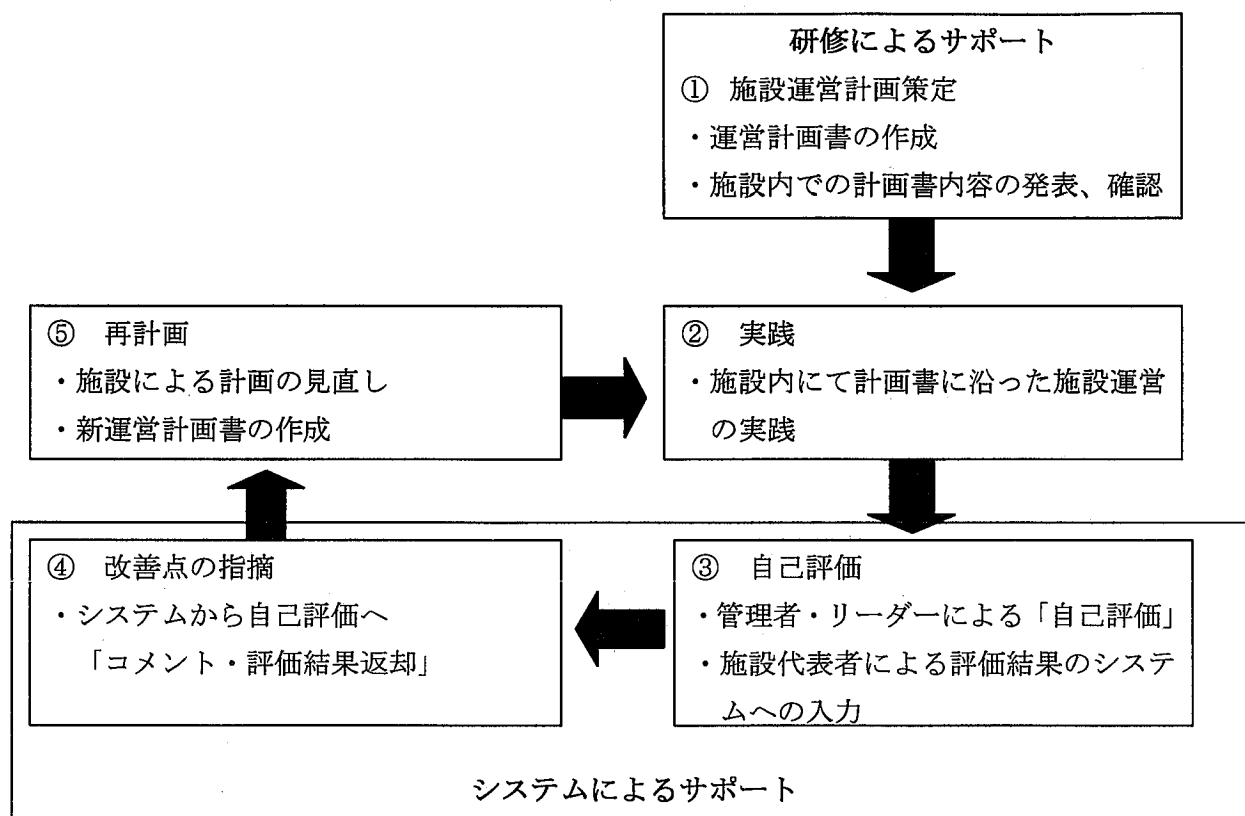 研修によるサポート
① 施設運営計画策定
・運営計画書の作成
・施設内での計画書内容の発表、確認
② 実践
・施設内にて計画書に沿った施設運営
の実践
③ 自己評価
・管理者・リーダーによる「自己評価」
・施設代表者による評価結果のシステ
ムへの入力
④ 改善点の指摘
・システムから自己評価へ
「コメント・評価結果返却」
⑤ 再計画
・施設による計画の見直し
・新運営計画書の作成
システムによるサポート